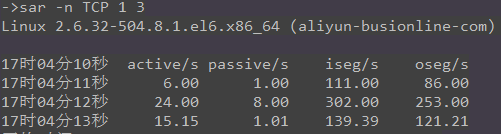 ->sar -n TCP 1 3
Linux 2.6.32-504.8.1.el6.x86_64 (aliyun-busionline-com)
17时04分10秒 active/s passive/s iseg/s oseg/s
17时04分11秒 6.00 1.00 111.00 86.00
17时04分12秒 24.00 8.00 302.00 253.00
17时04分13秒 15.15 1.01 139.39 121.21